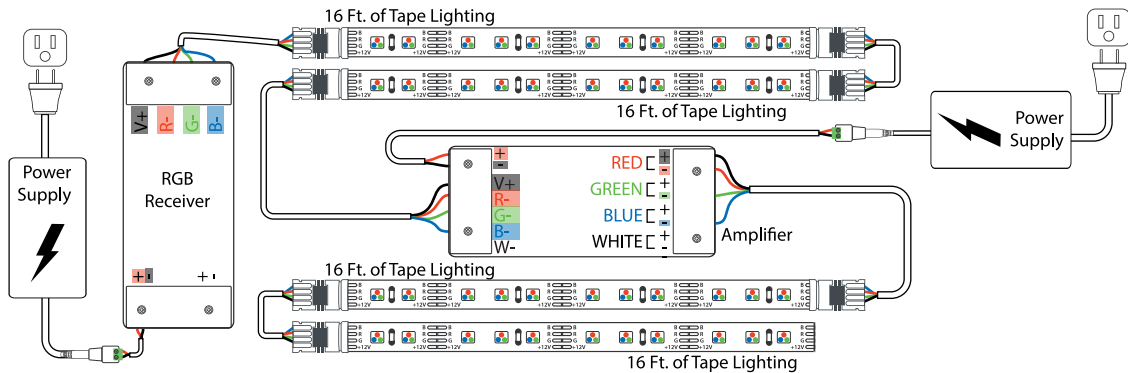 16 Ft. of Tape Lighting
16 Ft. of Tape Lighting
Power
Supply
RGB
Receiver
V+
R-
G-
B-
+ -
+ -
Power
Supply
+
-
V+
R-
G-
B-
W-
RED
+
-
GREEN
+
-
BLUE
+
-
WHITE
+
-
-
Amplifier
16 Ft. of Tape Lighting
16 Ft. of Tape Lighting
B
R
G
+12V